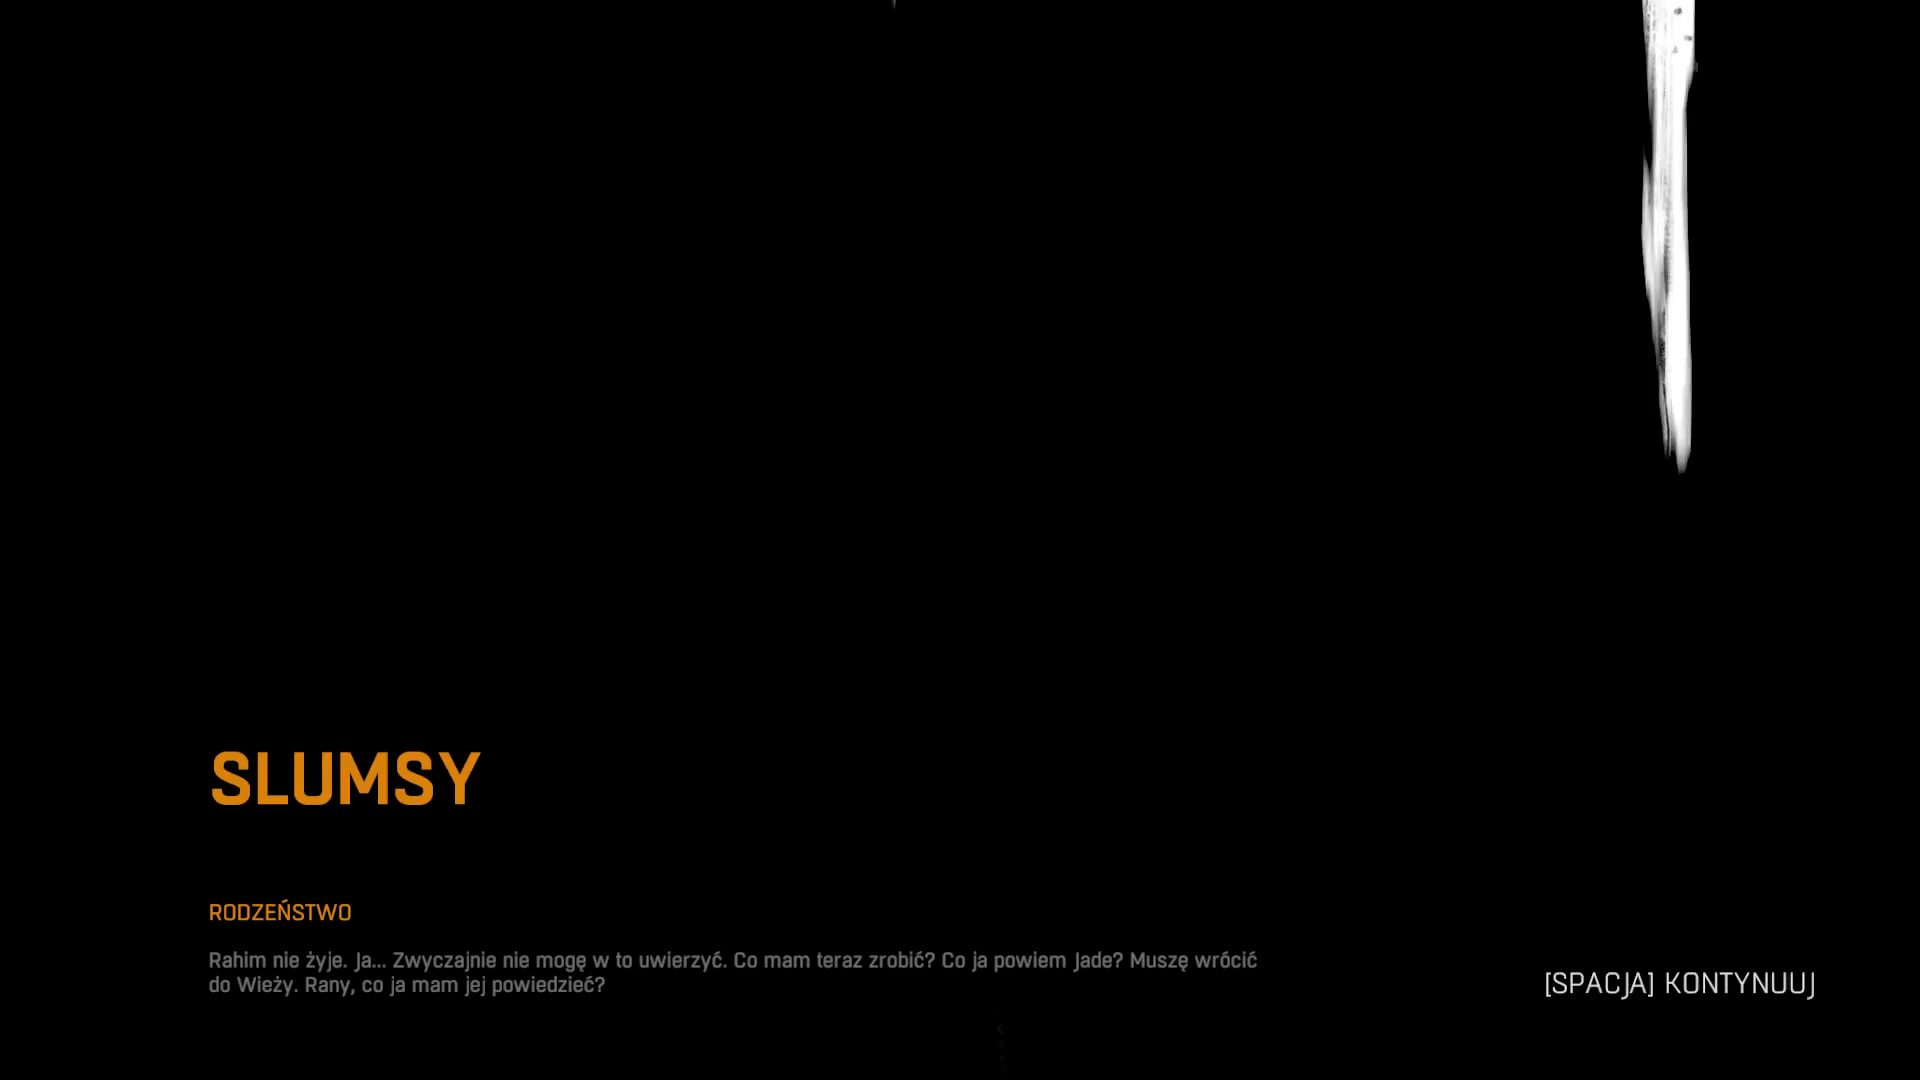 SLUMSY
RODZEŃSTWO
Rahim nie żyje. Ja... Zwyczajnie nie mogę w to uwierzyć. Co mam teraz zrobić? Co ja powiem Jade? Muszę wrócić
do Wieży. Rany, co ja mam jej powiedzieć?
[SPACJA] KONTYNUUJ